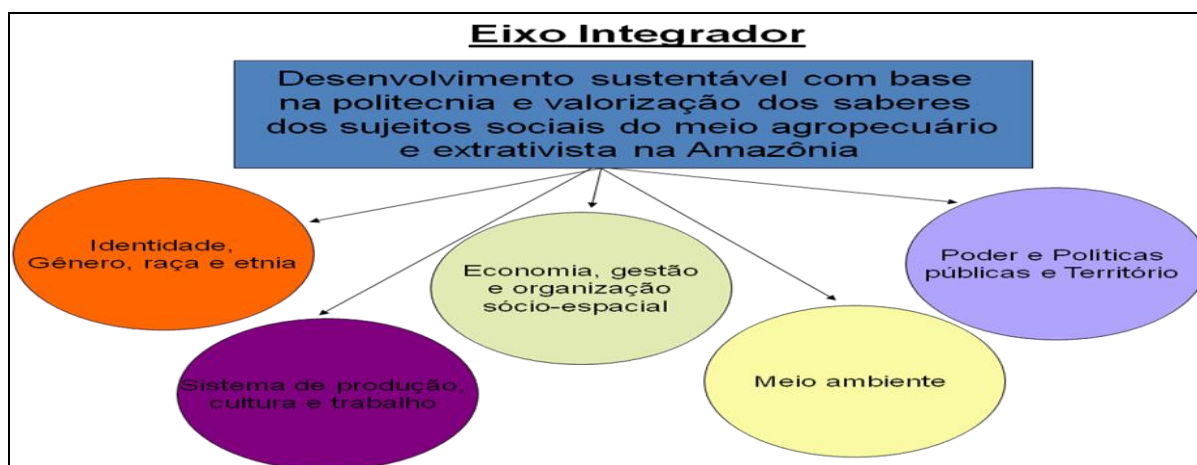 Eixo Integrador
Desenvolvimento sustentável com base
na politecnia e valorização dos saberes
dos sujeitos sociais do meio agropecuário
e extrativista na Amazônia
Identidade,
Gênero, raça e etnia
Economia, gestão
e organização
sócio-espacial
Poder e Políticas
públicas e Território
Sistema de produção,
cultura e trabalho
Meio ambiente